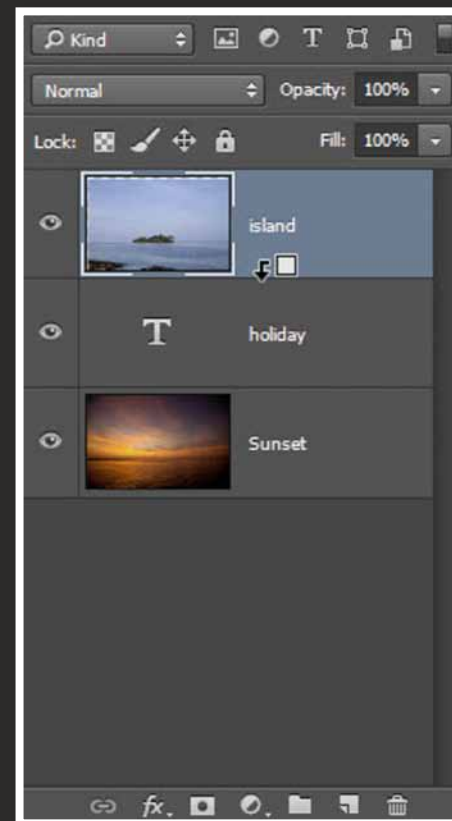 Kind T
Normal Opacity: 100%
Lock: Fill: 100%
island
T holiday
Sunset
fx.